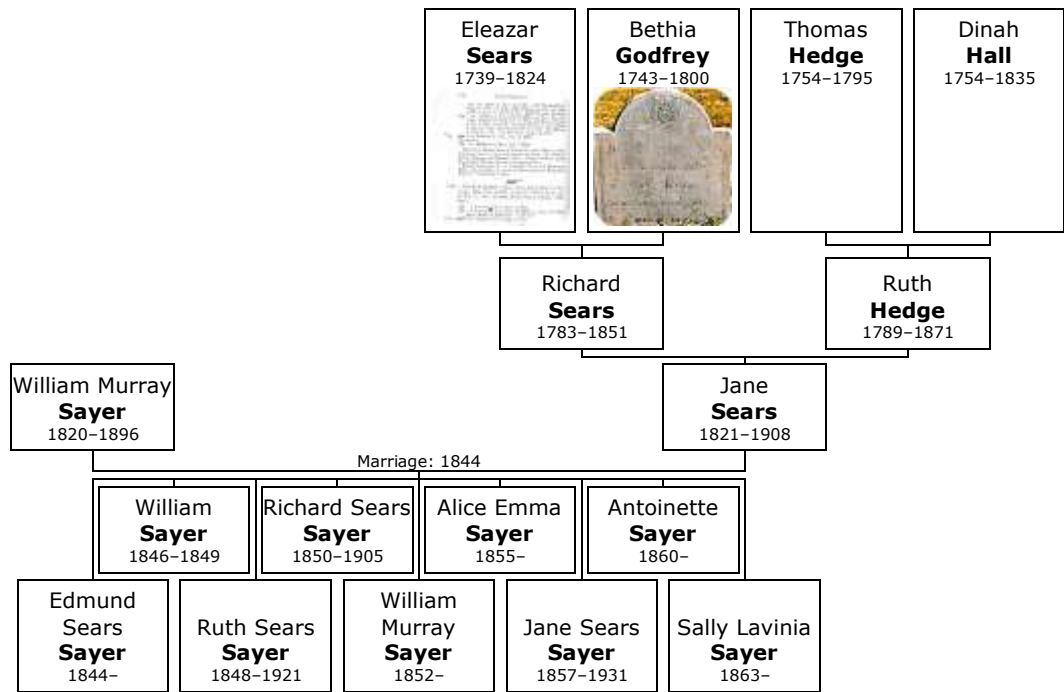 Eleazar
Sears
1739–1824
Bethia
Godfrey
1743–1800
Thomas
Hedge
1754–1795
Dinah
Hall
1754–1835
Richard
Sears
1783–1851
Ruth
Hedge
1789–1871
William Murray
Sayer
1820–1896
Jane
Sears
1821–1908
Marriage: 1844
William
Sayer
1846–1849
Richard Sears
Sayer
1850–1905
Alice Emma
Sayer
1855–
Antoinette
Sayer
1860–
Edmund
Sears
Sayer
1844–
Ruth Sears
Sayer
1848–1921
William
Murray
Sayer
1852–
Jane Sears
Sayer
1857–1931
Sally Lavinia
Sayer
1863–